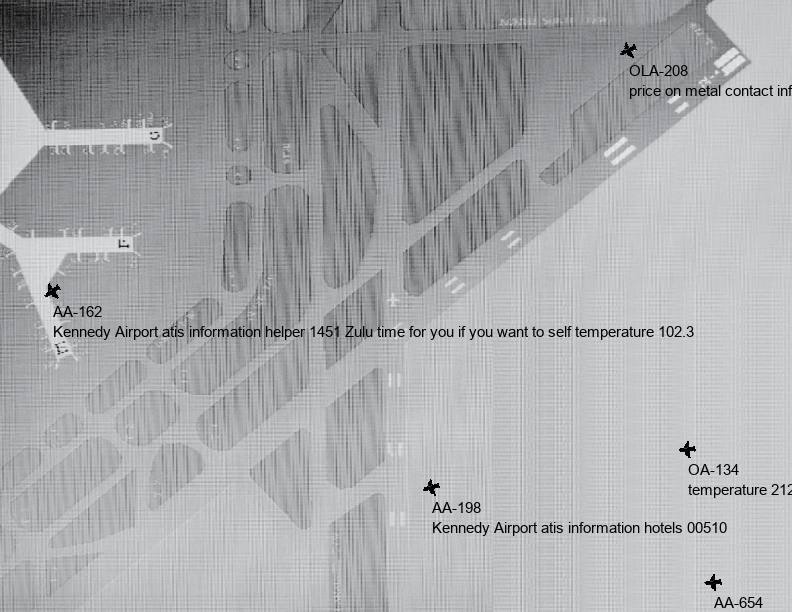 OLA-208
price on metal contact inf
AA-162
Kennedy Airport atis information helper 1451 Zulu time for you if you want to self temperature 102.3
OA-134
temperature 212
AA-198
Kennedy Airport atis information hotels 00510
AA-654